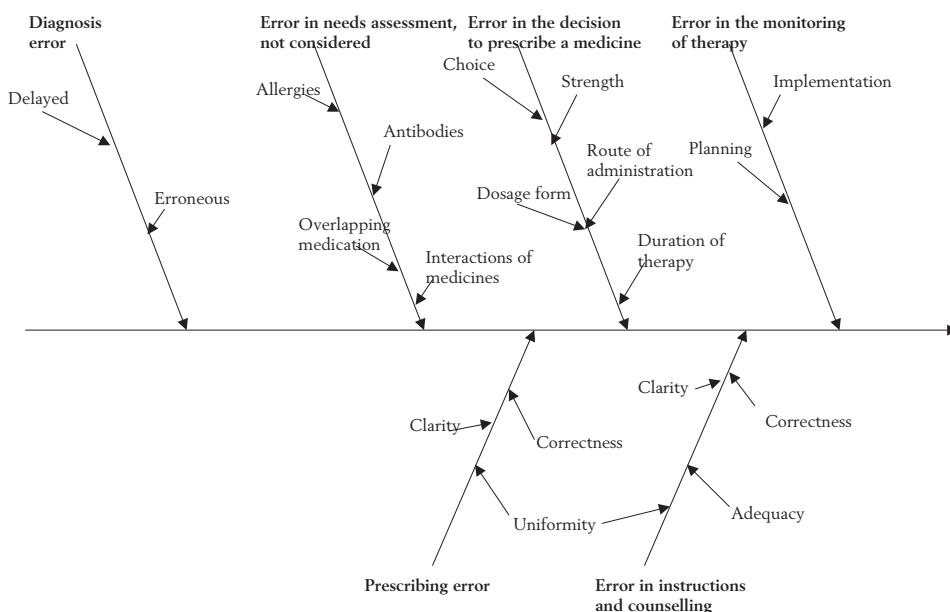 Diagnosis
error
Error in needs assessment,
not considered
Error in the decision
to prescribe a medicine
Error in the monitoring
of therapy
Delayed
Erroneous
Allergies
Antibodies
Overlapping
medication
Interactions of
medicines
Choice
Strength
Route of
administration
Dosage form
Duration of
therapy
Implementation
Planning
Clarity
Correctness
Uniformity
Clarity
Correctness
Adequacy
Prescribing error
Error in instructions
and counselling